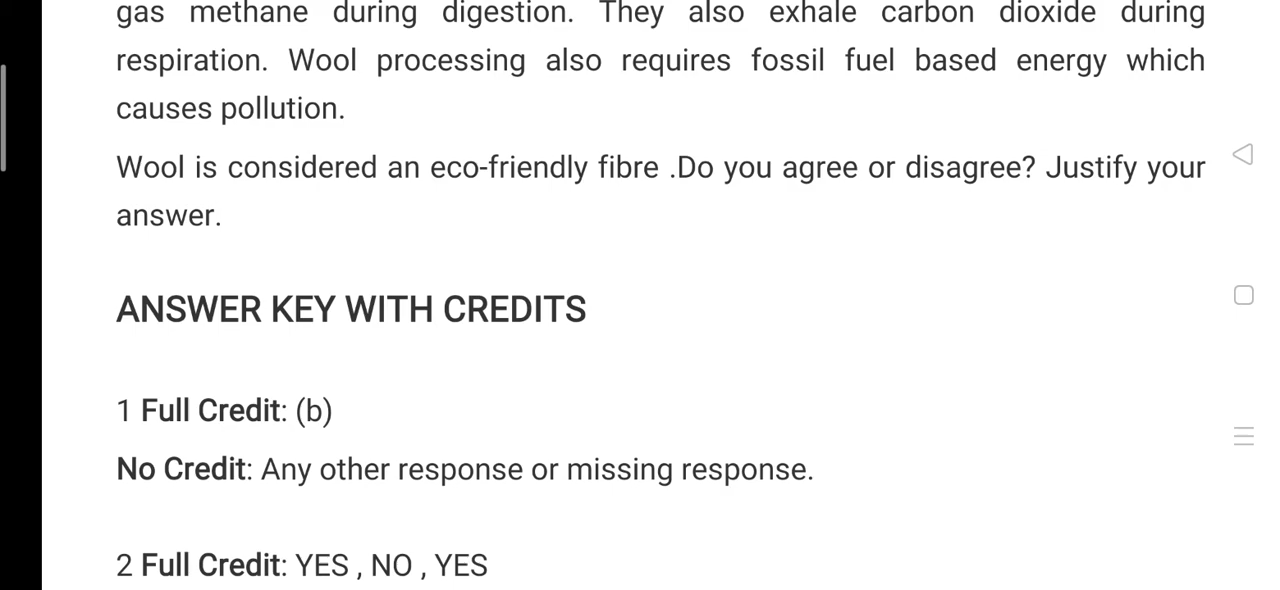 gas methane during digestion. They also exhale carbon dioxide during
respiration. Wool processing also requires fossil fuel based energy which
causes pollution.
Wool is considered an eco-friendly fibre .Do you agree or disagree? Justify your
answer.
ANSWER KEY WITH CREDITS
1 Full Credit: (b)
No Credit: Any other response or missing response.
2 Full Credit: YES , NO , YES